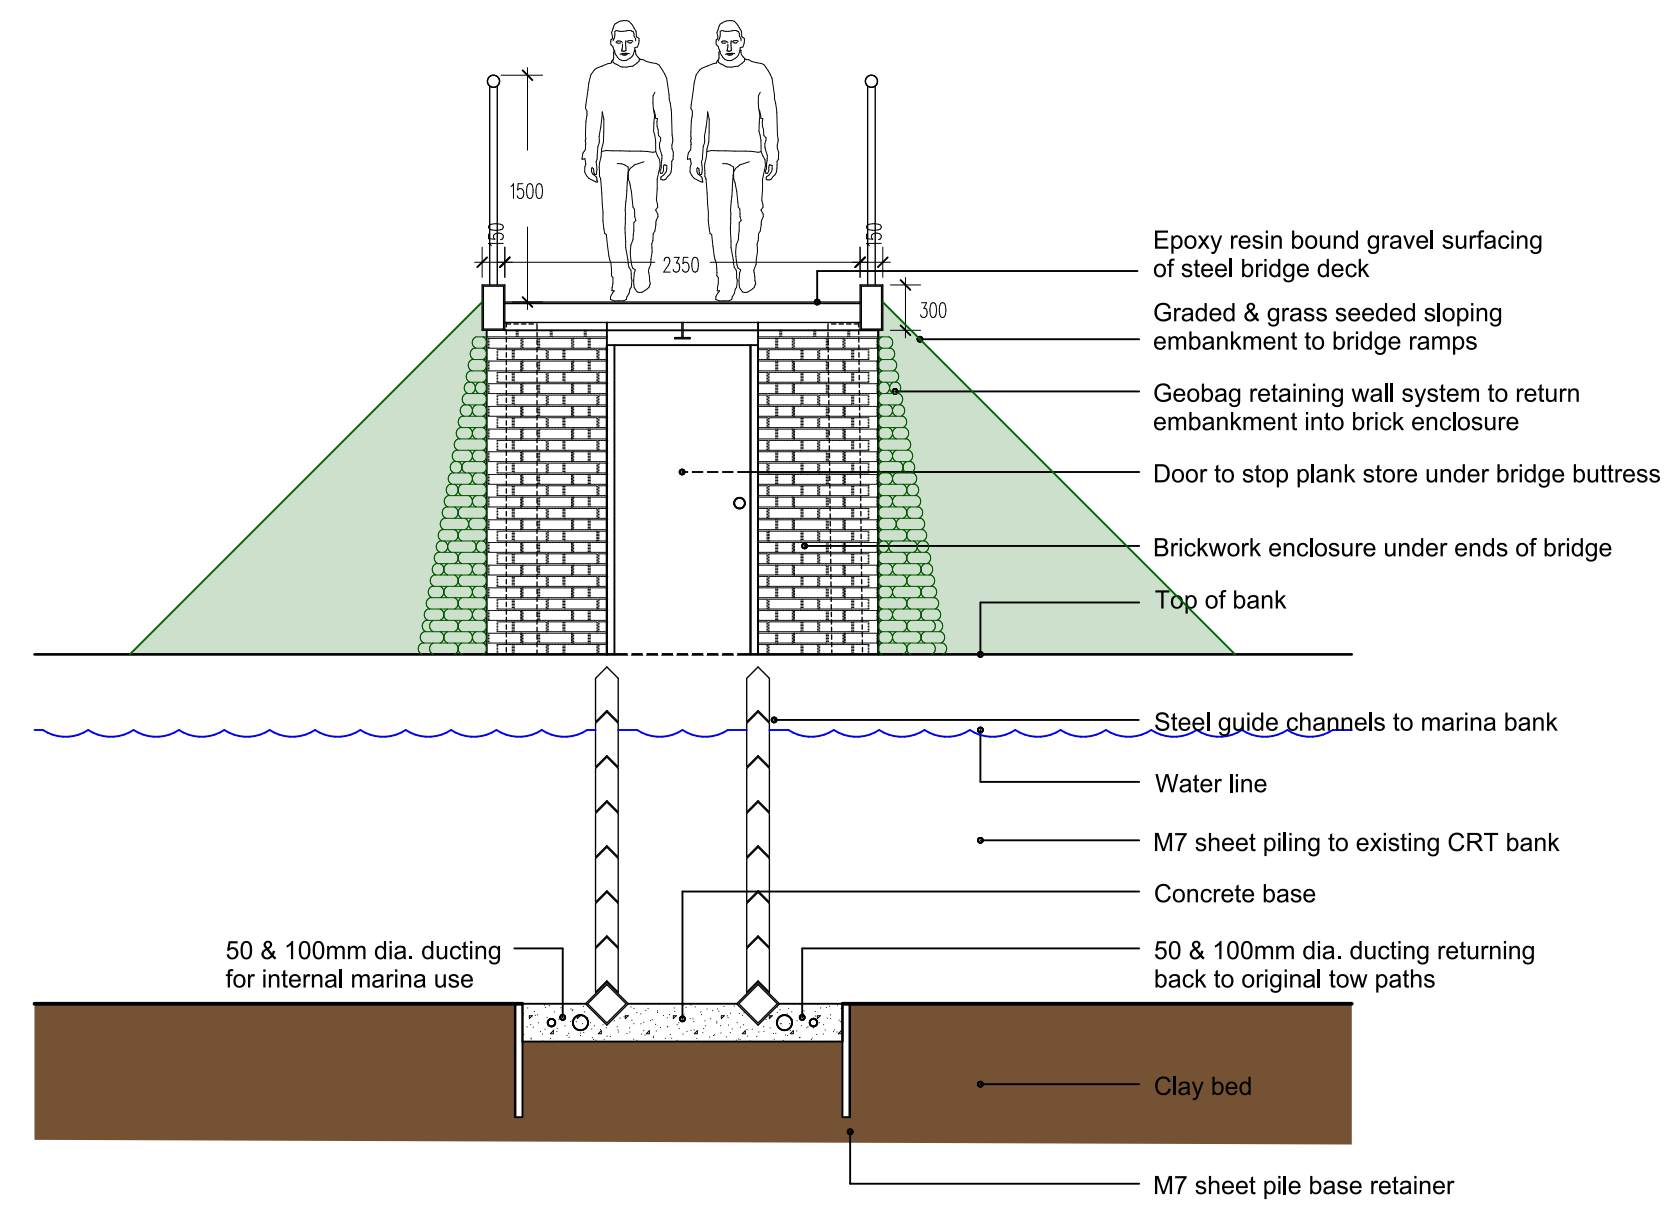 1500
150
150
2350
300
Epoxy resin bound gravel surfacing
of steel bridge deck
Graded & grass seeded sloping
embankment to bridge ramps
Geobag retaining wall system to return
embankment into brick enclosure
Door to stop plank store under bridge buttress
Brickwork enclosure under ends of bridge
Top of bank
Steel guide channels to marina bank
Water line
M7 sheet piling to existing CRT bank
Concrete base
50 & 100mm dia. ducting
for internal marina use
50 & 100mm dia. ducting returning
back to original tow paths
Clay bed
M7 sheet pile base retainer